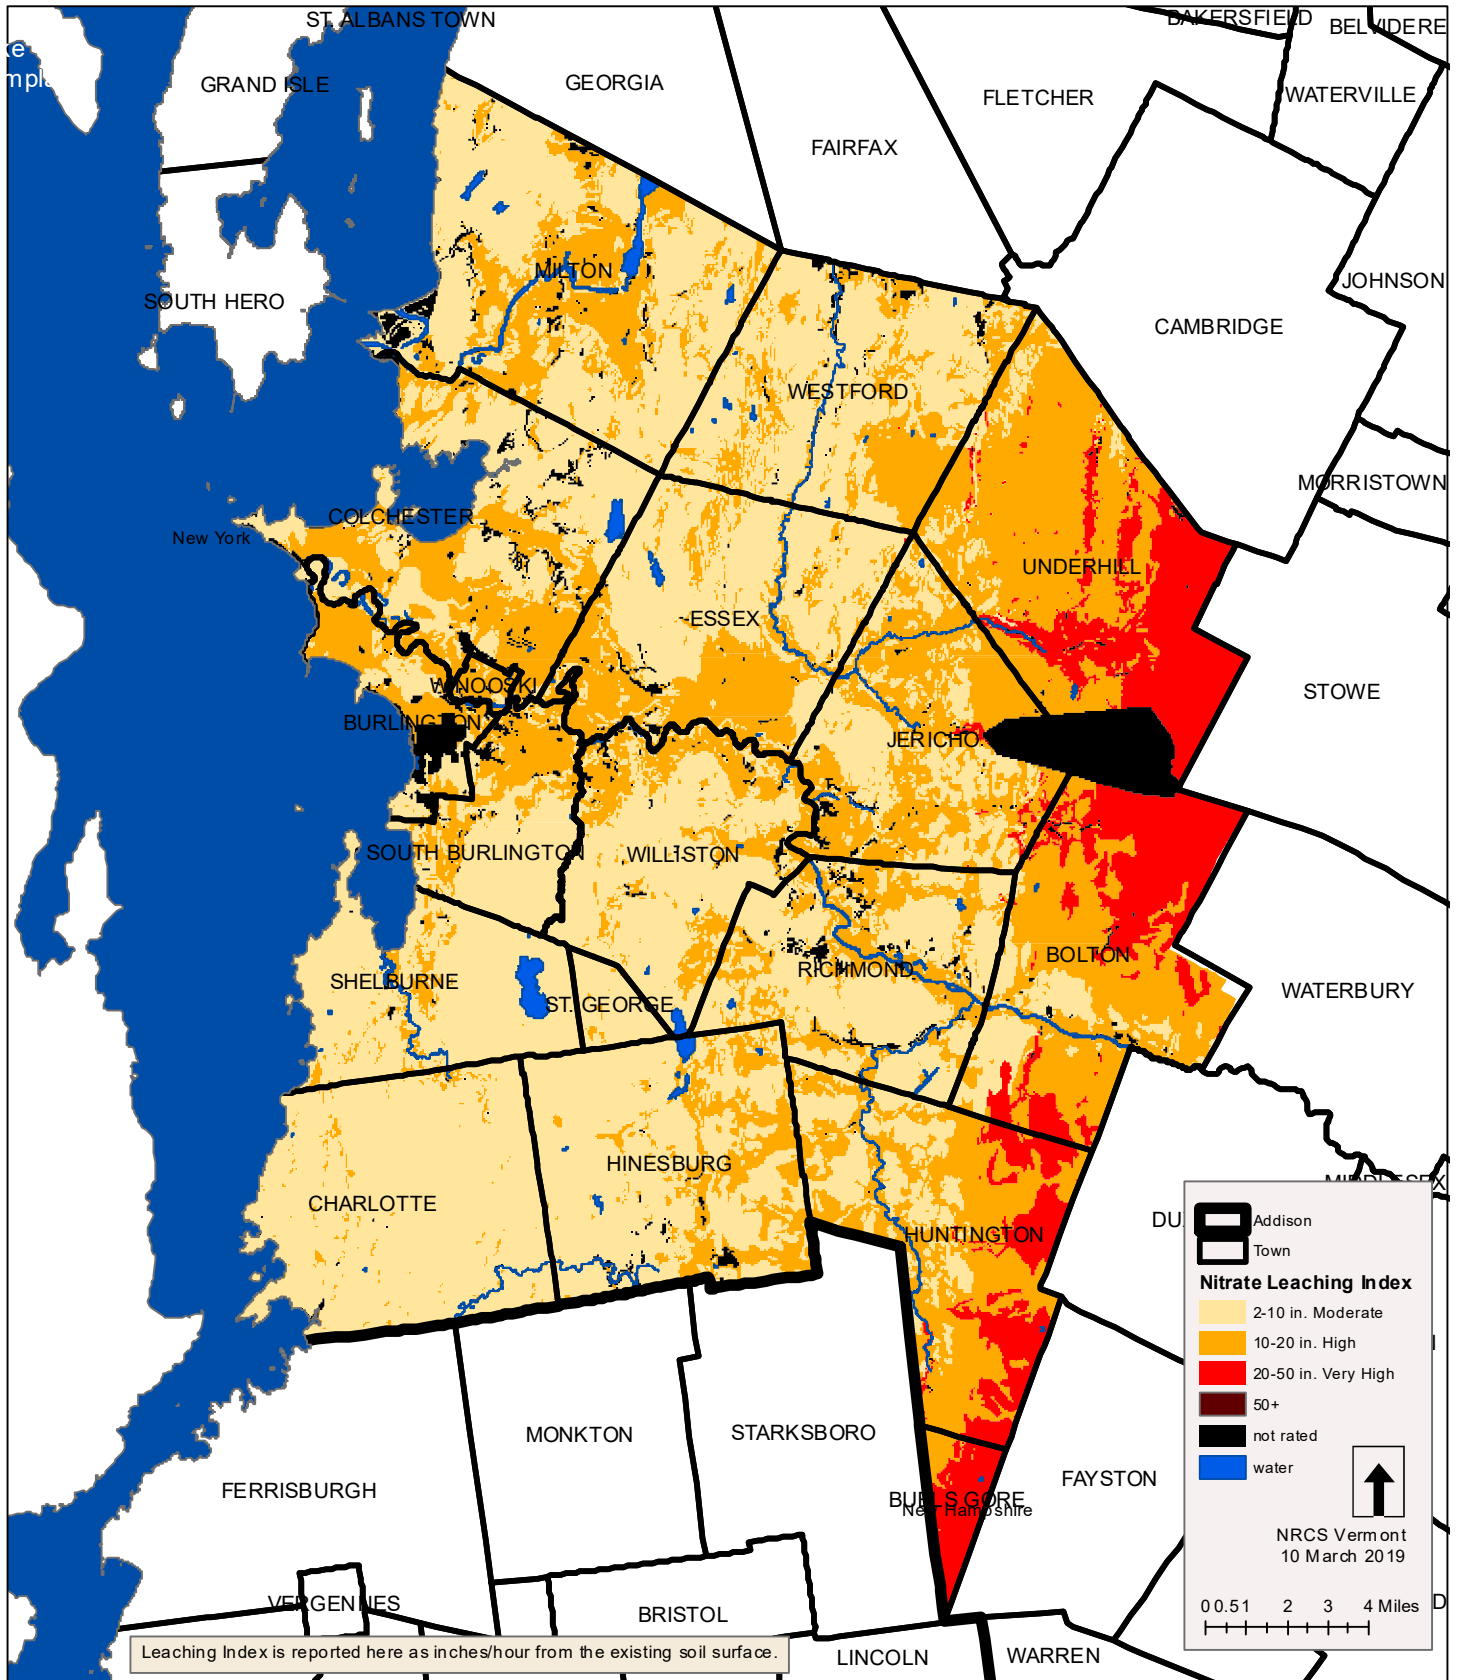 ST. ALBANS TOWN
BAKERSFIELD
BELVIDERE
GRAND ISLE
GEORGIA
FLETCHER
WATERVILLE
FAIRFAX
JOHNSON
MILTON
SOUTH HERO
CAMBRIDGE
WESTFORD
MORRISTOWN
COLCHESTER
New York
UNDERHILL
ESSEX
WINOOSKI
STOWE
BURLINGTON
JERICHO
SOUTH BURLINGTON
WILLISTON
BOLTON
RICHMOND
SHELBURNE
WATERBURY
ST. GEORGE
HINESBURG
MIDDLESEX
CHARLOTTE
DU
HUNTINGTON
Addison
Town
Nitrate Leaching Index
2-10 in. Moderate
10-20 in. High
20-50 in. Very High
50+
not rated
water
NRCS Vermont
10 March 2019
0 0.5 1 2 3 4 Miles
MONKTON
STARKSBORO
FAYSTON
FERRISBURGH
BUELS GORE
New Hampshire
VERGENNES
BRISTOL
D
Leaching Index is reported here as inches/hour from the existing soil surface.
LINCOLN
WARREN